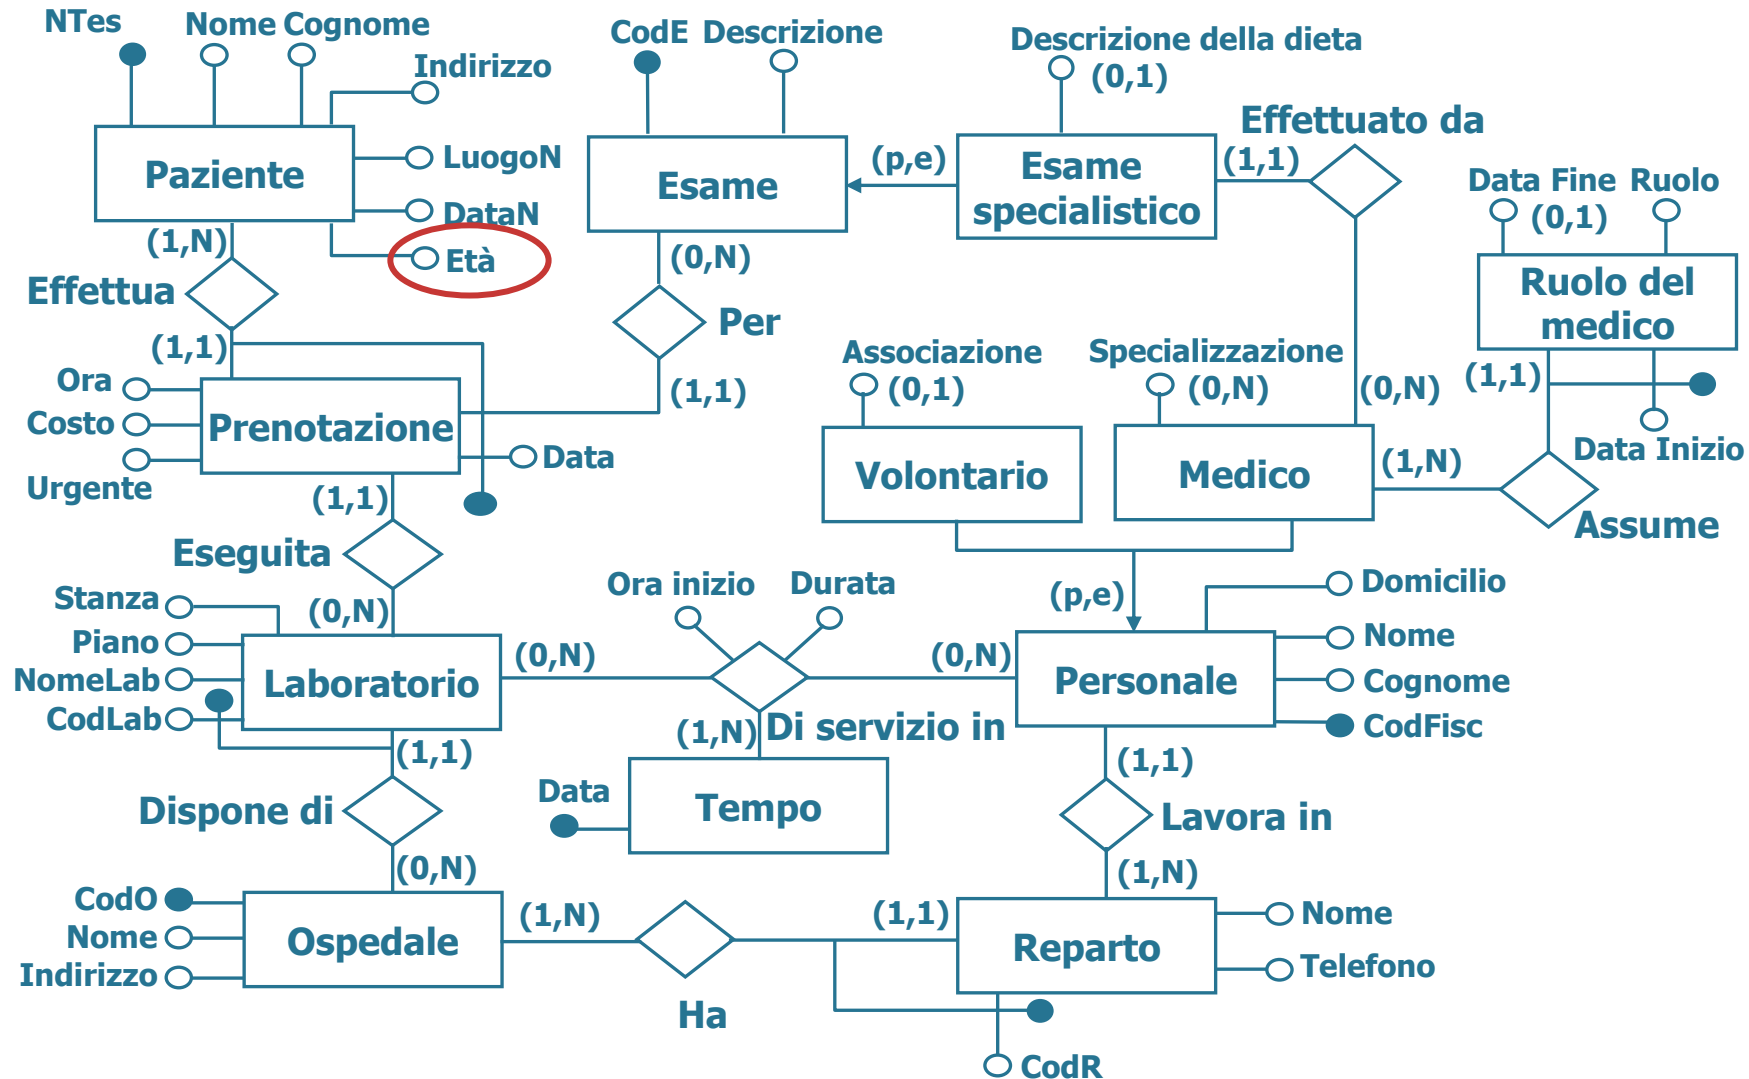 NTes
Nome Cognome
Indirizzo
Paziente
LuogoN
DataN
Età
(1,N)
Effettua
(1,1)
CodE Descrizione
Esame
(0,N)
Per
(1,1)
(p,e)
Descrizione della dieta
(0,1)
Esame
specialistico
Effettuato da
(1,1)
(0,N)
Data Fine Ruolo
(0,1)
Ruolo del
medico
(1,1)
Data Inizio
Assume
(1,N)
Ora
Costo
Urgente
Prenotazione
Data
(1,1)
Eseguita
(0,N)
Associazione
(0,1)
Volontario
Specializzazione
(0,N)
Medico
(p,e)
Stanza
Piano
NomeLab
CodLab
Laboratorio
(0,N)
Ora inizio
Durata
(0,N)
Di servizio in
(1,N)
Personale
Domicilio
Nome
Cognome
CodFisc
(1,1)
Dispone di
(0,N)
Data
Tempo
(1,1)
Lavora in
(1,N)
CodO
Nome
Indirizzo
Ospedale
(1,N)
Ha
(1,1)
Reparto
Nome
Telefono
CodR